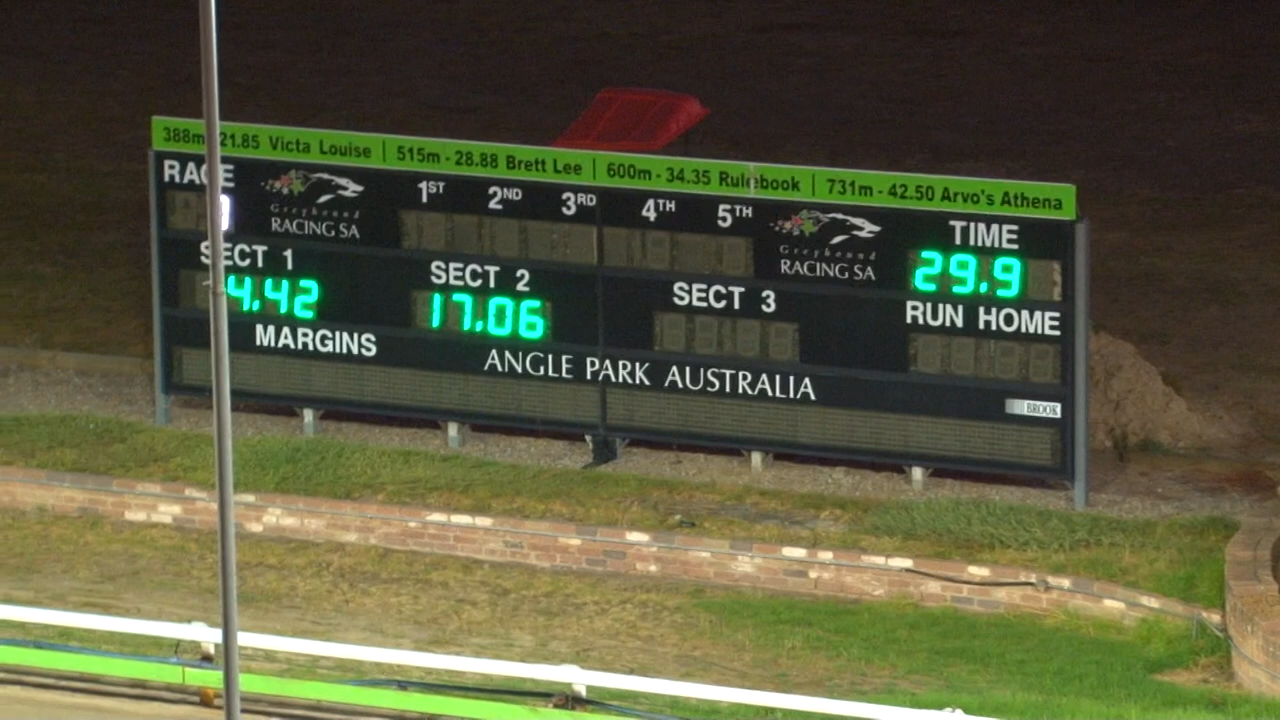 388m 21.85 Victa Louise | 515m - 28.88 Brett Lee | 600m - 34.35 Rulebook | 731m - 42.50 Arvo's Athena
RACE
Greyhound
RACING SA
1ST 2ND 3RD 4TH 5TH
Greyhound
RACING SA
TIME
29.9
SECT 1
4.42
SECT 2
17.06
SECT 3
RUN HOME
MARGINS
ANGLE PARK AUSTRALIA
BROOK